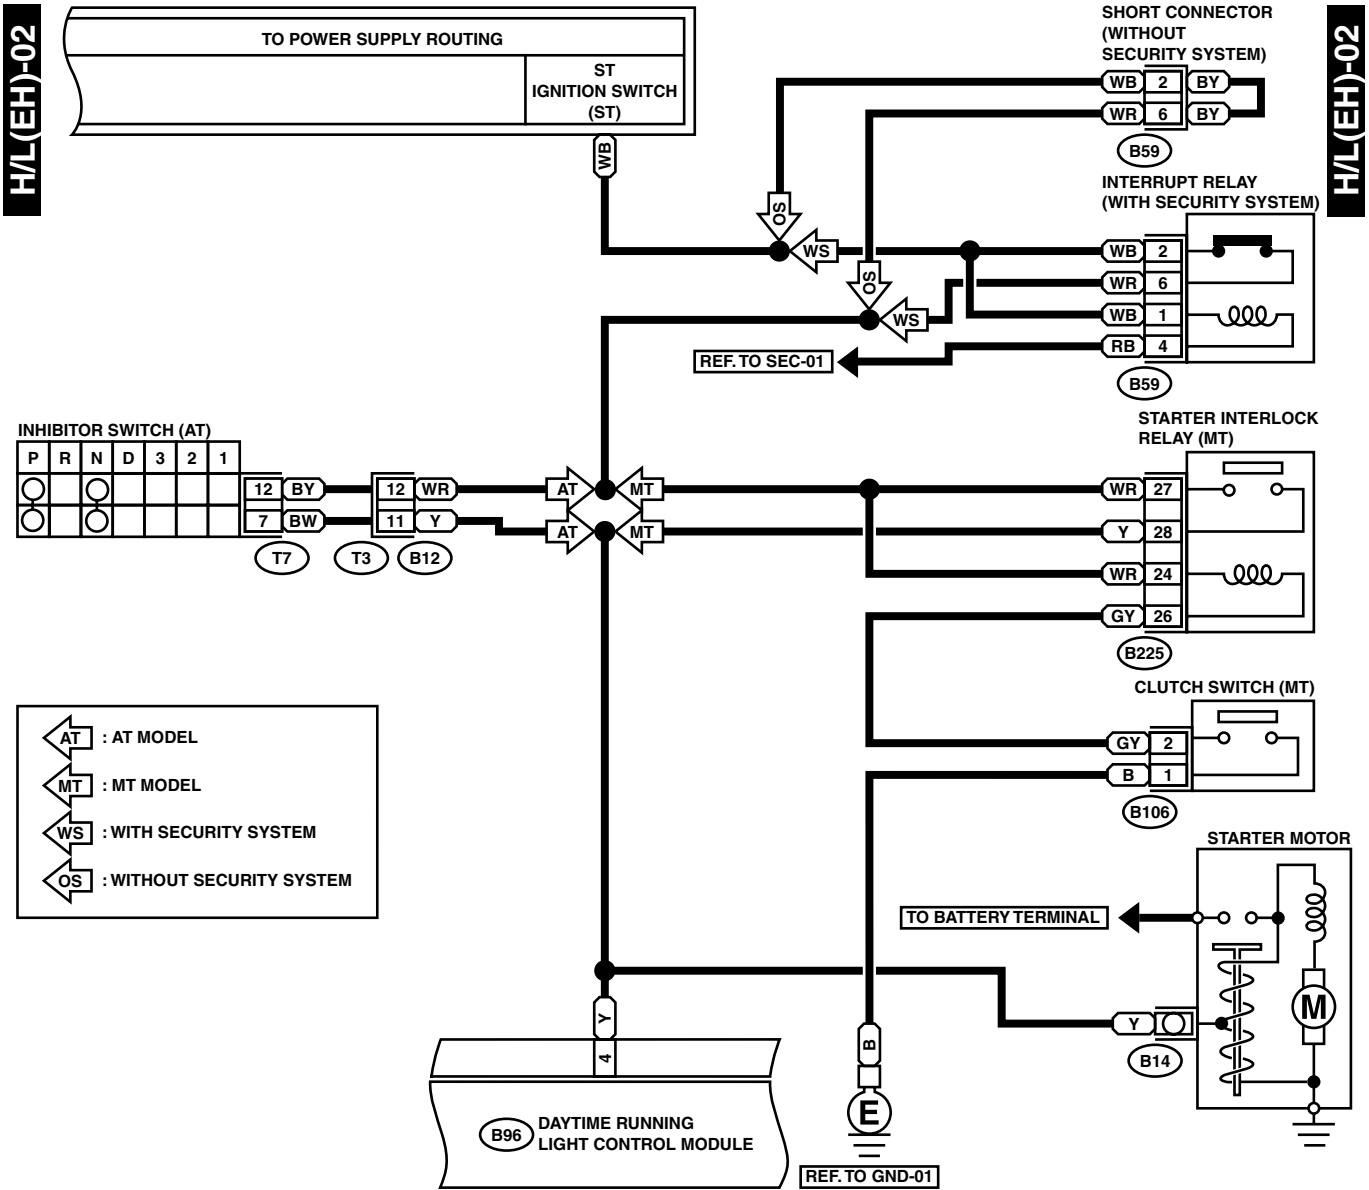 H/L(EH)-02
H/L(EH)-02
TO POWER SUPPLY ROUTING
ST
IGNITION SWITCH
(ST)
WB
SHORT CONNECTOR
(WITHOUT
SECURITY SYSTEM)
WB 2 BY
WR 6 BY
B59
INTERRUPT RELAY
(WITH SECURITY SYSTEM)
OS
WS
WB 2
OS
WR 6
WS
WB 1
RB 4
REF. TO SEC-01
B59
STARTER INTERLOCK
RELAY (MT)
INHIBITOR SWITCH (AT)
P R N D 3 2 1
12 BY 12 WR AT MT WR 27
7 BW 11 Y AT MT Y 28
T7 T3 B12
WR 24
GY 26
B225
CLUTCH SWITCH (MT)
GY 2
B 1
B106
AT : AT MODEL
MT : MT MODEL
WS : WITH SECURITY SYSTEM
OS : WITHOUT SECURITY SYSTEM
STARTER MOTOR
TO BATTERY TERMINAL
M
Y
B14
Y
4
B
E
B96
DAYTIME RUNNING
LIGHT CONTROL MODULE
REF. TO GND-01